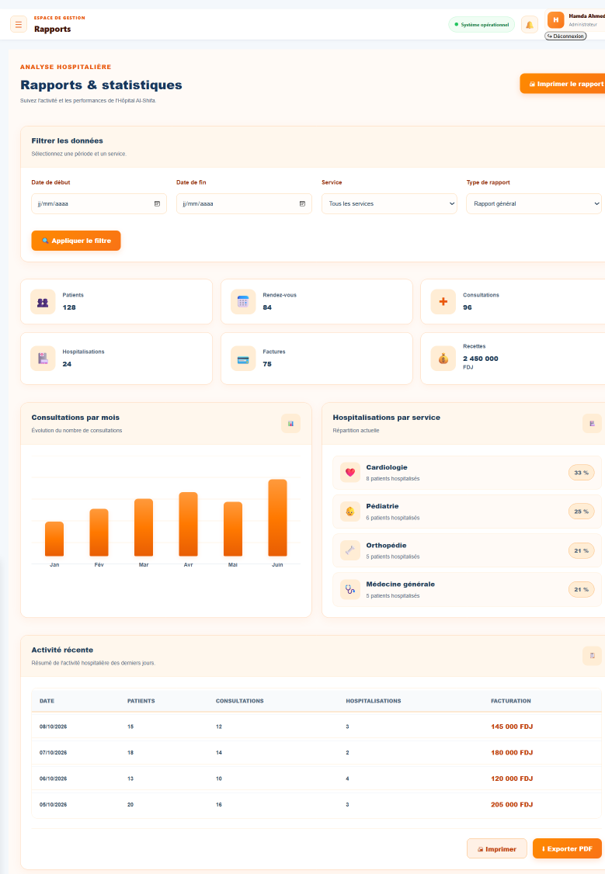 ESPACE DE GESTION
Rapports
Système opérationnel
H
Hamda Ahmed
Administrateur
Déconnexion
ANALYSE HOSPITALIÈRE
Rapports & statistiques
Suivez l'activité et les performances de l'Hôpital Al-Shifa.
Imprimer le rapport
Filtrer les données
Sélectionnez une période et un service.
Date de début
Date de fin
Service
Type de rapport
jj/mm/aaaa
jj/mm/aaaa
Tous les services
Rapport général
Appliquer le filtre
Patients
128
Rendez-vous
84
Consultations
96
Hospitalisations
24
Factures
75
Recettes
2 450 000
FDJ
Consultations par mois
Évolution du nombre de consultations.
Jan Fév Mar Avr Mai Juin
Hospitalisations par service
Répartition actuelle
Cardiologie
8 patients hospitalisés
33 %
Pédiatrie
6 patients hospitalisés
25 %
Orthopédie
5 patients hospitalisés
21 %
Médecine générale
5 patients hospitalisés
21 %
Activité récente
Résumé de l'activité hospitalière des derniers jours.
DATE PATIENTS CONSULTATIONS HOSPITALISATIONS FACTURATION
08/10/2026 15 12 3 145 000 FDJ
07/10/2026 18 14 2 180 000 FDJ
06/10/2026 13 10 4 120 000 FDJ
05/10/2026 20 16 3 205 000 FDJ
Imprimer
Exporter PDF